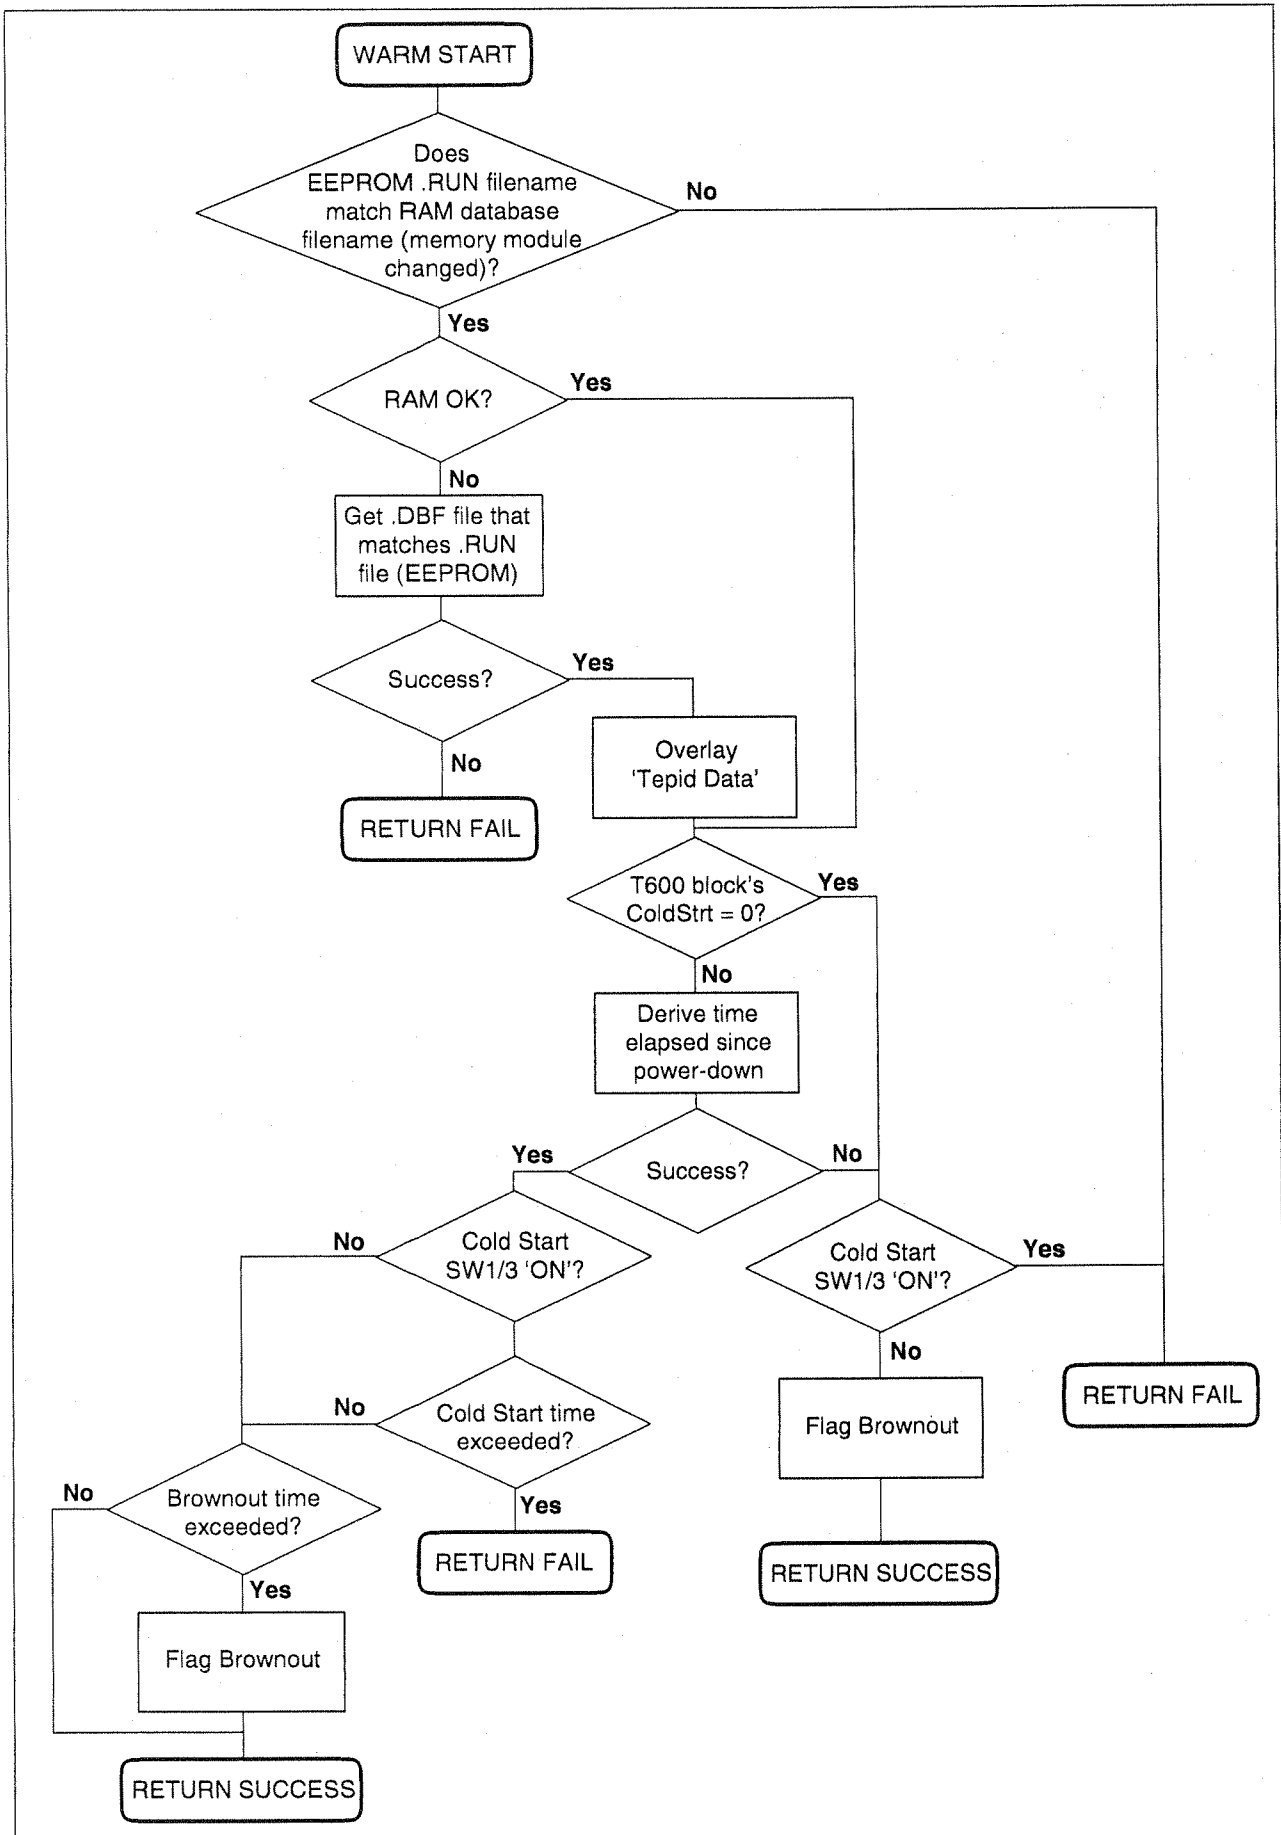 WARM START
Does
EEPROM .RUN filename
match RAM database
filename (memory module
changed)?
No
Yes
RAM OK?
Yes
No
Get .DBF file that
matches .RUN
file (EEPROM)
Success?
Yes
No
Overlay
'Tepid Data'
RETURN FAIL
T600 block's
ColdStrt = 0?
Yes
No
Derive time
elapsed since
power-down
Success?
Yes
No
Cold Start
SW1/3 'ON'?
No
Cold Start
SW1/3 'ON'?
Yes
No
Cold Start time
exceeded?
No
Yes
Flag Brownout
RETURN FAIL
Brownout time
exceeded?
No
Yes
RETURN FAIL
RETURN SUCCESS
Flag Brownout
RETURN SUCCESS